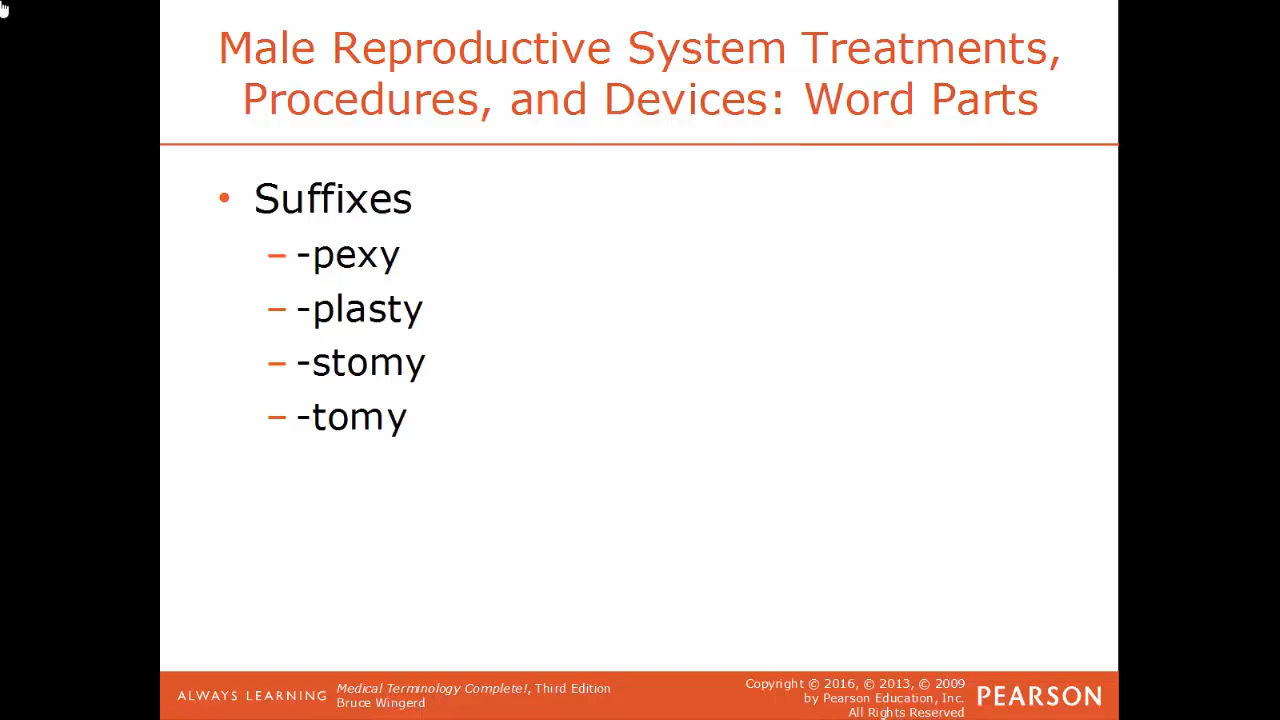 Male Reproductive System Treatments,
Procedures, and Devices: Word Parts
• Suffixes
– -pexy
– -plasty
– -stomy
– -tomy
ALWAYS LEARNING
Medical Terminology Complete!, Third Edition
Bruce Wingerd
Copyright © 2016, © 2013, © 2009
by Pearson Education, Inc.
All Rights Reserved
PEARSON